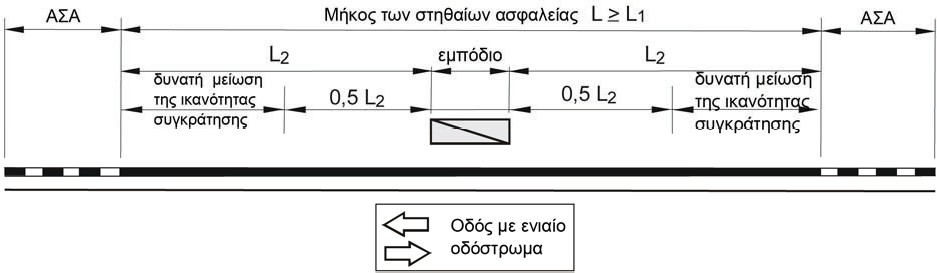 ΑΣΑ
Μήκος των στηθαίων ασφαλείας L ≥ L1
ΑΣΑ
L2
εμπόδιο
L2
δυνατή μείωση
της ικανότητας
συγκράτησης
0,5 L2
0,5 L2
δυνατή μείωση
της ικανότητας
συγκράτησης
Οδός με ενιαίο
οδόστρωμα